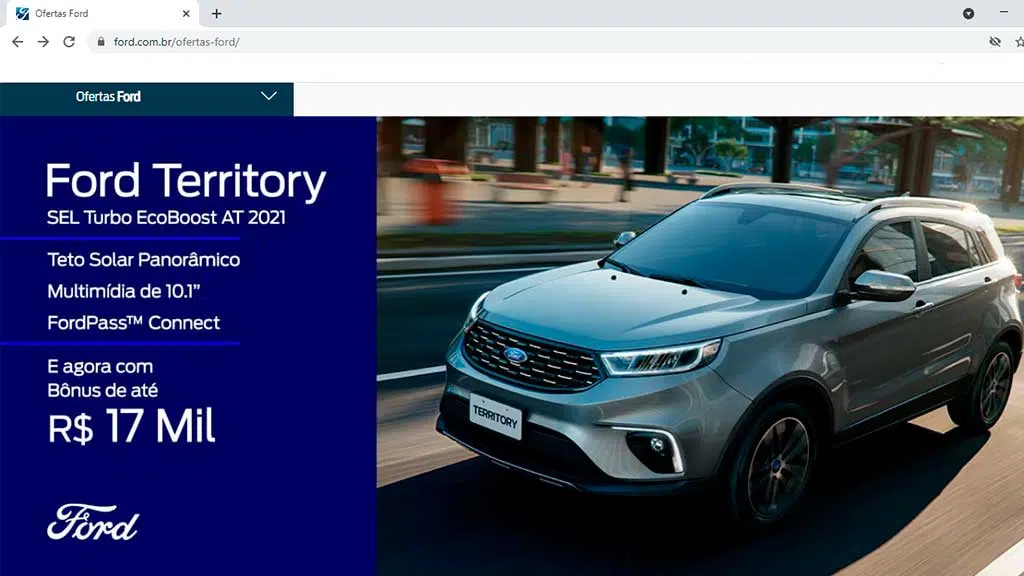 Ofertas Ford
ford.com.br/ofertas-ford/
Ofertas Ford
Ford Territory
SEL Turbo EcoBoost AT 2021
Teto Solar Panorâmico
Multimídia de 10.1”
FordPass™ Connect
E agora com
Bônus de até
R$ 17 Mil
Ford
Ford
TERRITORY